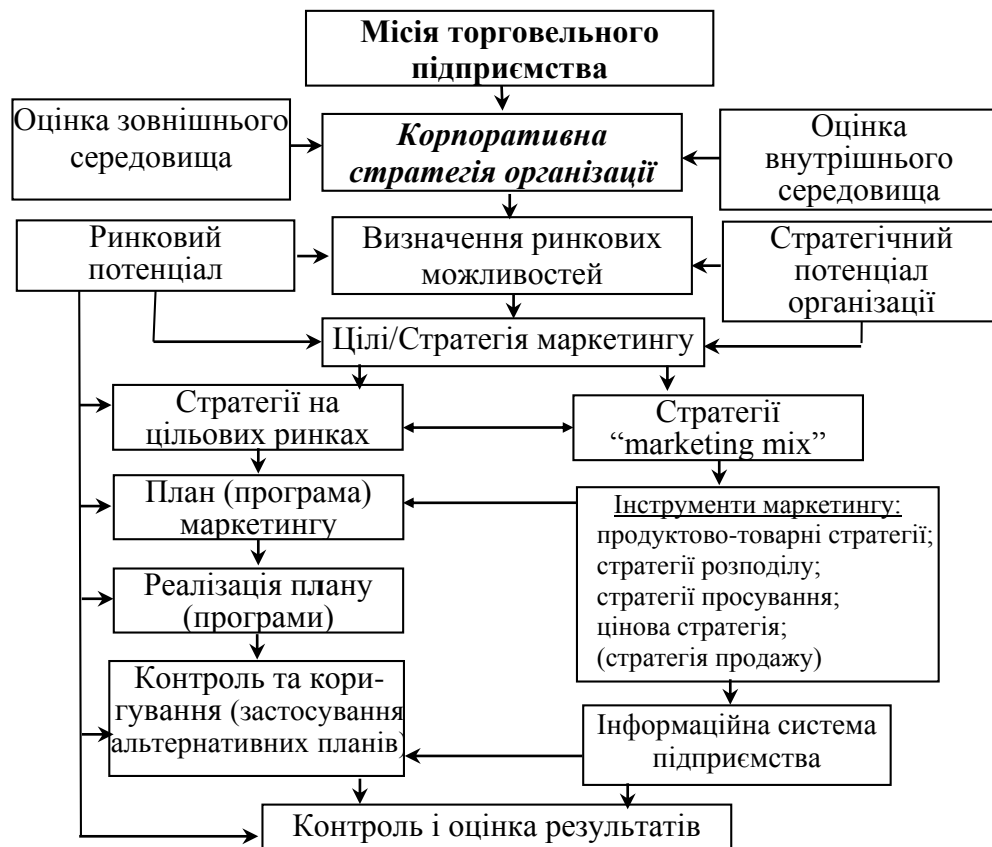 Місія торговельного
підприємства
Оцінка зовнішнього
середовища
Корпоративна
стратегія організації
Оцінка
внутрішнього
середовища
Ринковий
потенціал
Визначення ринкових
можливостей
Стратегічний
потенціал
організації
Цілі/Стратегія маркетингу
Стратегії на
цільових ринках
Стратегії
“marketing mix”
План (програма)
маркетингу
Інструменти маркетингу:
продуктово-товарні стратегії;
стратегії розподілу;
стратегії просування;
цінова стратегія;
(стратегія продажу)
Реалізація плану
(програми)
Контроль та кори-
гування (застосування
альтернативних планів)
Інформаційна система
підприємства
Контроль і оцінка результатів